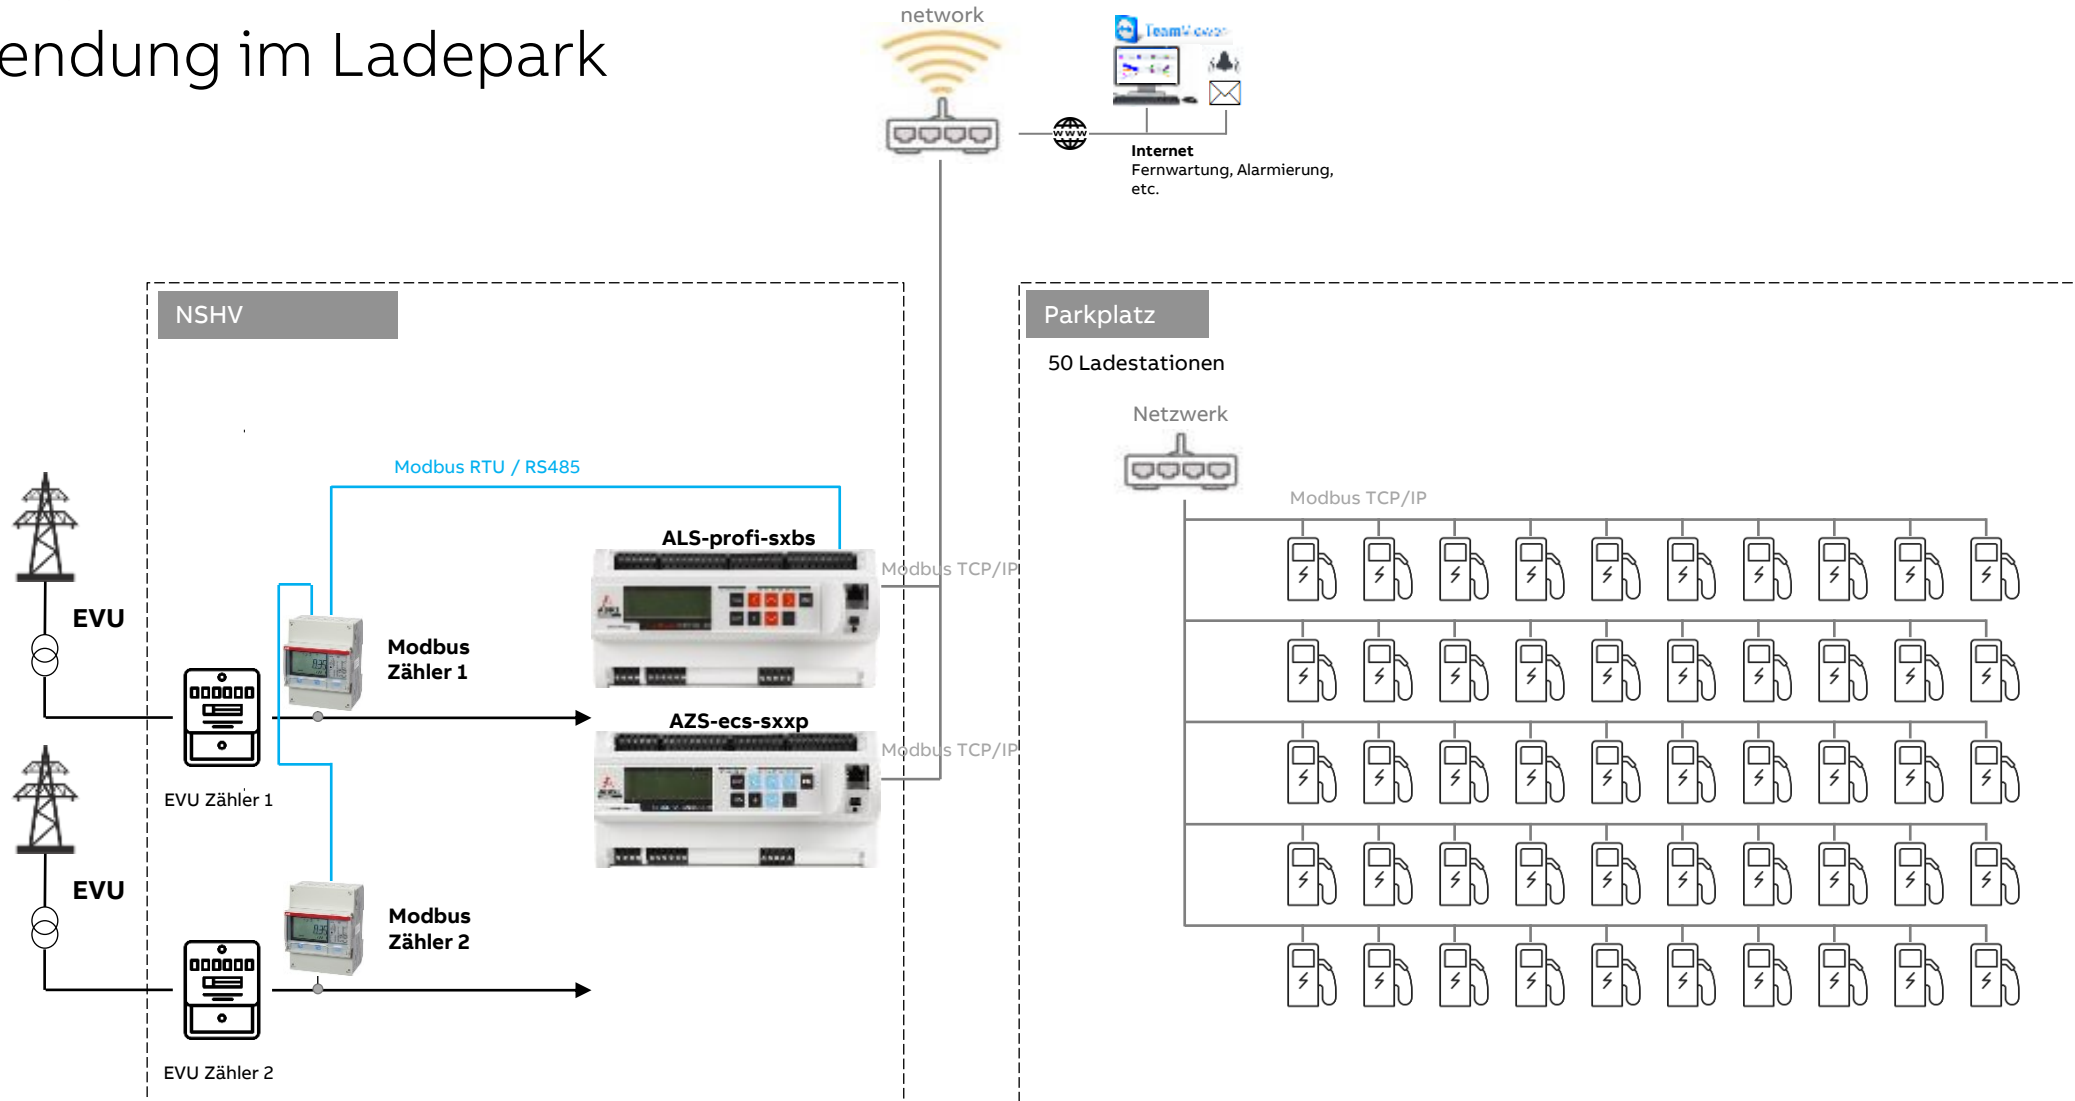 endung im Ladepark
network
TeamViewer
www
Internet
Fernwartung, Alarmierung,
etc.
NSHV
Parkplatz
50 Ladestationen
Netzwerk
Modbus RTU / RS485
Modbus TCP/IP
ALS-profi-sxbs
Modbus TCP/IP
EVU
Modbus
Zähler 1
AZS-ecs-sxxp
Modbus TCP/IP
EVU Zähler 1
EVU
Modbus
Zähler 2
EVU Zähler 2